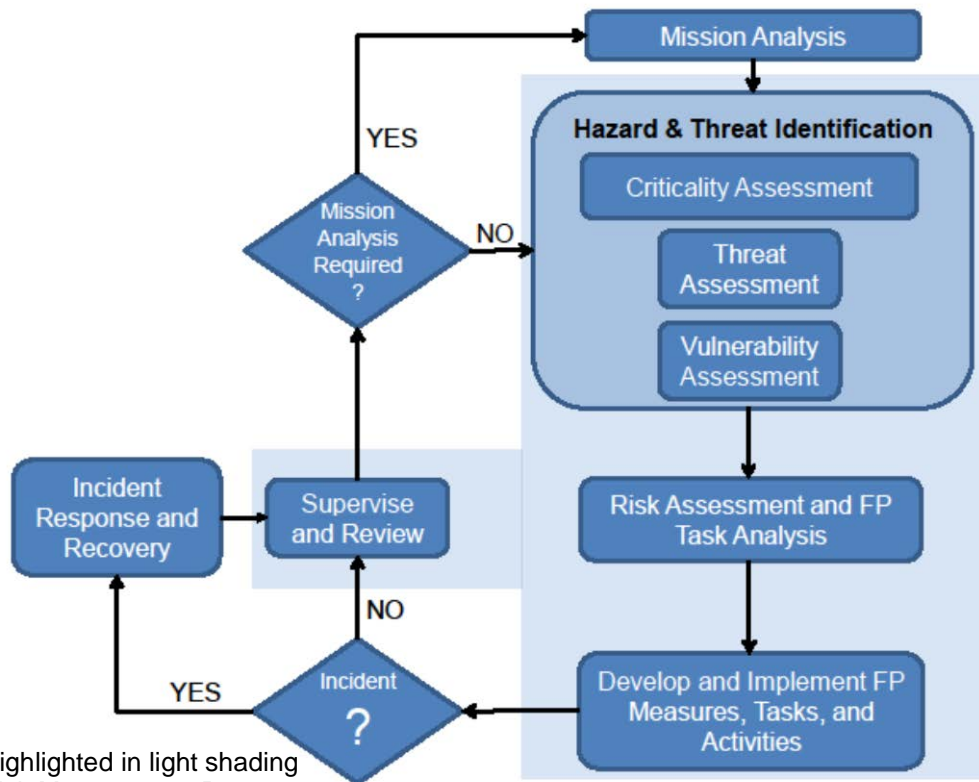 Mission Analysis
YES
Hazard & Threat Identification
Criticality Assessment
Mission
Analysis
Required
?
NO
Threat
Assessment
Vulnerability
Assessment
Incident
Response and
Recovery
Supervise
and Review
Risk Assessment and FP
Task Analysis
NO
YES
Incident
?
Develop and Implement FP
Measures, Tasks, and
Activities
ighlighted in light shading